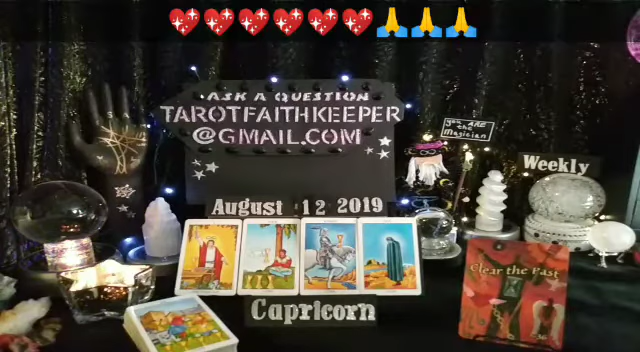 ASK A QUESTION
TAROTFAITHKEEPER
@GMAIL.COM
you ARE
the
Magician
Weekly
August 12 2019
Clear the Past
Capricorn